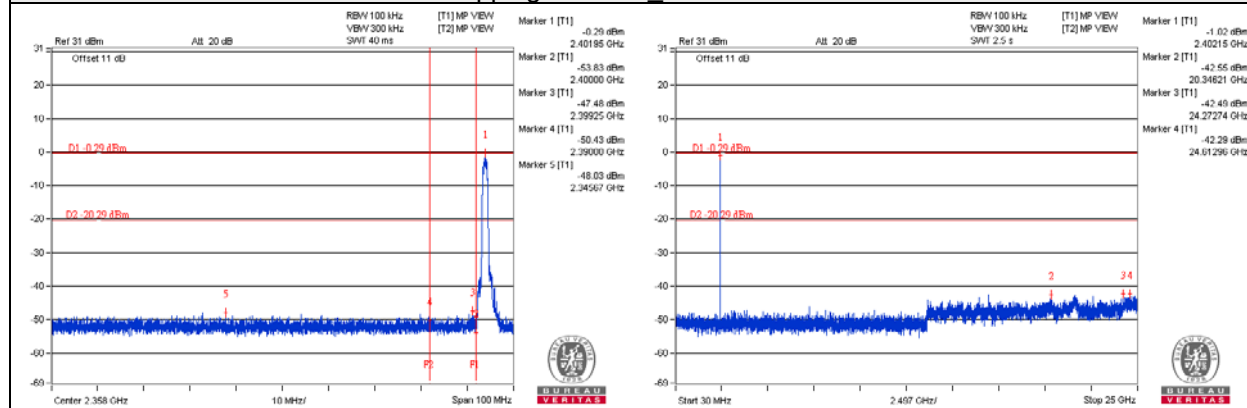 RBW 100 kHz [T1] MP VIEW
VBW 300 kHz [T2] MP VIEW
Ref 31 dBm Att 20 dB SWT 40 ms
Offset 11 dB
Marker 1 [T1]
-0.29 dBm
2.40195 GHz
Marker 2 [T1]
-53.83 dBm
2.40000 GHz
Marker 3 [T1]
-47.48 dBm
2.39925 GHz
Marker 4 [T1]
-50.43 dBm
2.39000 GHz
Marker 5 [T1]
-48.03 dBm
2.34567 GHz
31
20
10
0
-10
-20
-30
-40
-50
-60
-69
D1 -0.29 dBm
D2 -20.29 dBm
1
5
4
3
F2
F1
Center 2.358 GHz 10 MHz/ Span 100 MHz
BUREAU
VERITAS
RBW 100 kHz [T1] MP VIEW
VBW 300 kHz [T2] MP VIEW
Ref 31 dBm Att 20 dB SWT 2.5 s
Offset 11 dB
Marker 1 [T1]
-1.02 dBm
2.40215 GHz
Marker 2 [T1]
-42.55 dBm
20.34621 GHz
Marker 3 [T1]
-42.49 dBm
24.27274 GHz
Marker 4 [T1]
-42.29 dBm
24.61296 GHz
31
20
10
0
-10
-20
-30
-40
-50
-60
-69
D1 -0.29 dBm
D2 -20.29 dBm
1
2
3 4
Start 30 MHz 2.497 GHz/ Stop 25 GHz
BUREAU
VERITAS